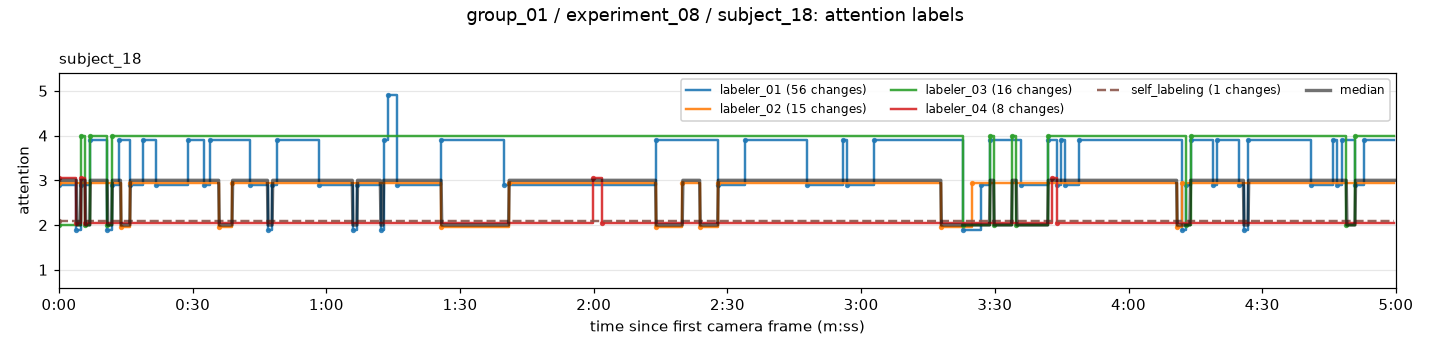 group_01 / experiment_08 / subject_18: attention labels
subject_18
labeler_01 (56 changes)
labeler_02 (15 changes)
labeler_03 (16 changes)
labeler_04 (8 changes)
self_labeling (1 changes)
median
attention
5
4
3
2
1
0:00 0:30 1:00 1:30 2:00 2:30 3:00 3:30 4:00 4:30 5:00
time since first camera frame (m:ss)